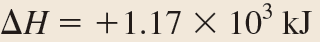 ΔH = +1.17 × 10³ kJ